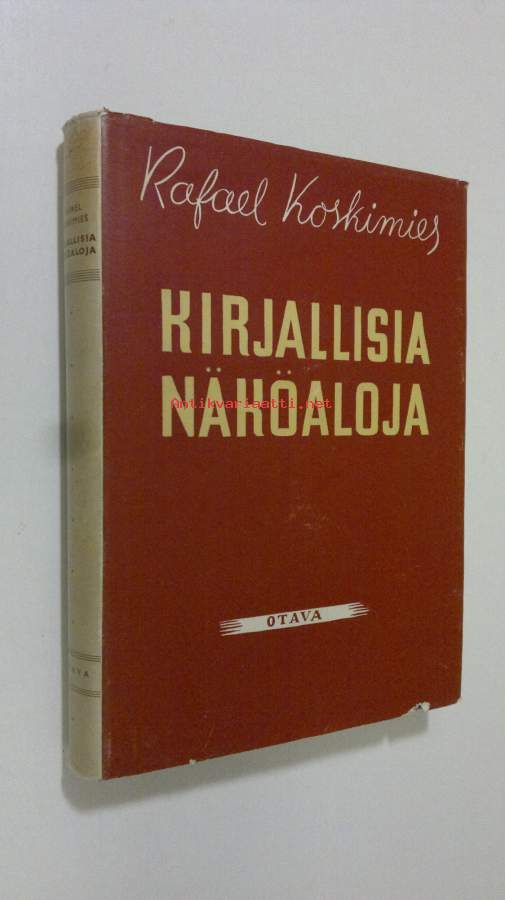 Rafael Koskimies
KIRJALLISIA
NÄKÖALOJA
Antikvariaatti.net
OTAVA